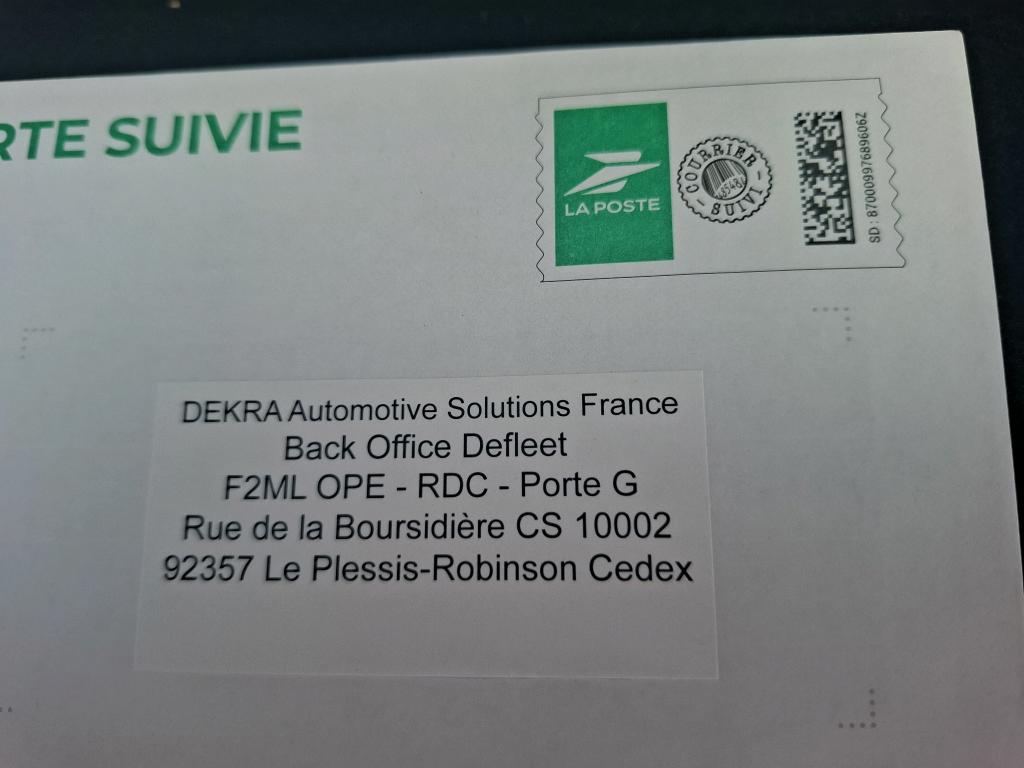 RTE SUIVIE
LA POSTE
COURRIER
SUIVI
SD : 87000997689606Z
DEKRA Automotive Solutions France
Back Office Defleet
F2ML OPE - RDC - Porte G
Rue de la Boursidière CS 10002
92357 Le Plessis-Robinson Cedex